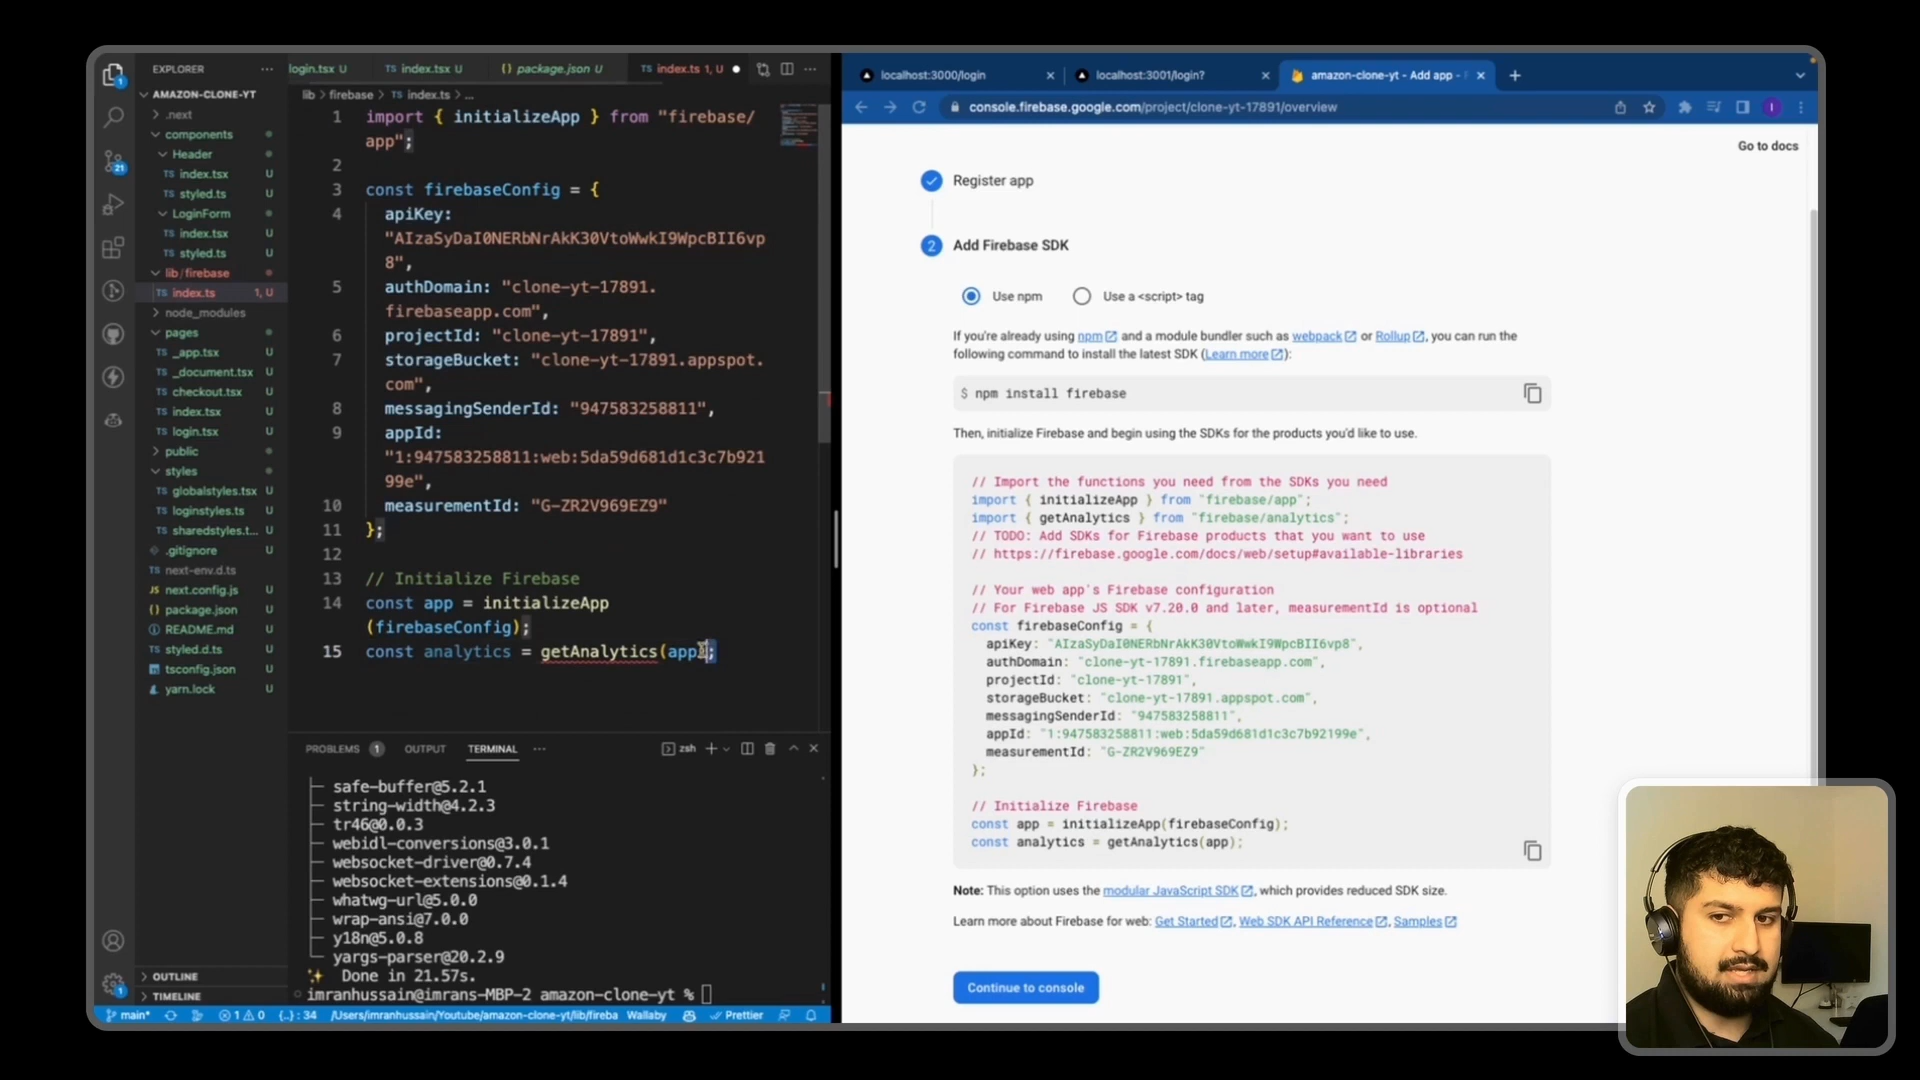 EXPLORER
AMAZON-CLONE-YT
.next
components
Header
index.tsx U
styled.ts U
LoginForm
index.tsx U
styled.ts U
lib/firebase
index.ts 1, U
node_modules
pages
_app.tsx U
_document.tsx U
checkout.tsx U
index.tsx U
login.tsx U
public
styles
globalstyles.tsx U
loginstyles.ts U
sharedstyles.t... U
.gitignore U
next-env.d.ts
JS next.config.js U
package.json U
README.md U
styled.d.ts U
tsconfig.json U
yarn.lock U
OUTLINE
TIMELINE
login.tsx U
TS index.tsx U
{} package.json U
TS index.ts 1, U
lib > firebase > TS index.ts > ...
1 import { initializeApp } from "firebase/
app";
2
3 const firebaseConfig = {
4 apiKey:
"AIzaSyDaI0NERbNrAkK30VtoWwkI9WpcBII6vp
8",
5 authDomain: "clone-yt-17891.
firebaseapp.com",
6 projectId: "clone-yt-17891",
7 storageBucket: "clone-yt-17891.appspot.
com",
8 messagingSenderId: "947583258811",
9 appId:
"1:947583258811:web:5da59d681d1c3c7b921
99e",
10 measurementId: "G-ZR2V969EZ9"
11 };
12
13 // Initialize Firebase
14 const app = initializeApp
(firebaseConfig);
15 const analytics = getAnalytics(app);
PROBLEMS 1 OUTPUT TERMINAL ... zsh
safe-buffer@5.2.1
string-width@4.2.3
tr46@0.0.3
webidl-conversions@3.0.1
websocket-driver@0.7.4
websocket-extensions@0.1.4
whatwg-url@5.0.0
wrap-ansi@7.0.0
y18n@5.0.8
yargs-parser@20.2.9
Done in 21.57s.
imranhussain@imrans-MBP-2 amazon-clone-yt %
main* 1 0 {..} : 34 /Users/imranhussain/Youtube/amazon-clone-yt/lib/fireba Wallaby Prettier
localhost:3000/login
localhost:3001/login?
amazon-clone-yt - Add app -
console.firebase.google.com/project/clone-yt-17891/overview
Go to docs
Register app
2 Add Firebase SDK
Use npm Use a <script> tag
If you're already using npm and a module bundler such as webpack or Rollup, you can run the
following command to install the latest SDK (Learn more):
$ npm install firebase
Then, initialize Firebase and begin using the SDKs for the products you'd like to use.
// Import the functions you need from the SDKs you need
import { initializeApp } from "firebase/app";
import { getAnalytics } from "firebase/analytics";
// TODO: Add SDKs for Firebase products that you want to use
// https://firebase.google.com/docs/web/setup#available-libraries
// Your web app's Firebase configuration
// For Firebase JS SDK v7.20.0 and later, measurementId is optional
const firebaseConfig = {
apiKey: "AIzaSyDaI0NERbNrAkK30VtoWwkI9WpcBII6vp8",
authDomain: "clone-yt-17891.firebaseapp.com",
projectId: "clone-yt-17891",
storageBucket: "clone-yt-17891.appspot.com",
messagingSenderId: "947583258811",
appId: "1:947583258811:web:5da59d681d1c3c7b92199e",
measurementId: "G-ZR2V969EZ9"
};
// Initialize Firebase
const app = initializeApp(firebaseConfig);
const analytics = getAnalytics(app);
Note: This option uses the modular JavaScript SDK, which provides reduced SDK size.
Learn more about Firebase for web: Get Started, Web SDK API Reference, Samples
Continue to console